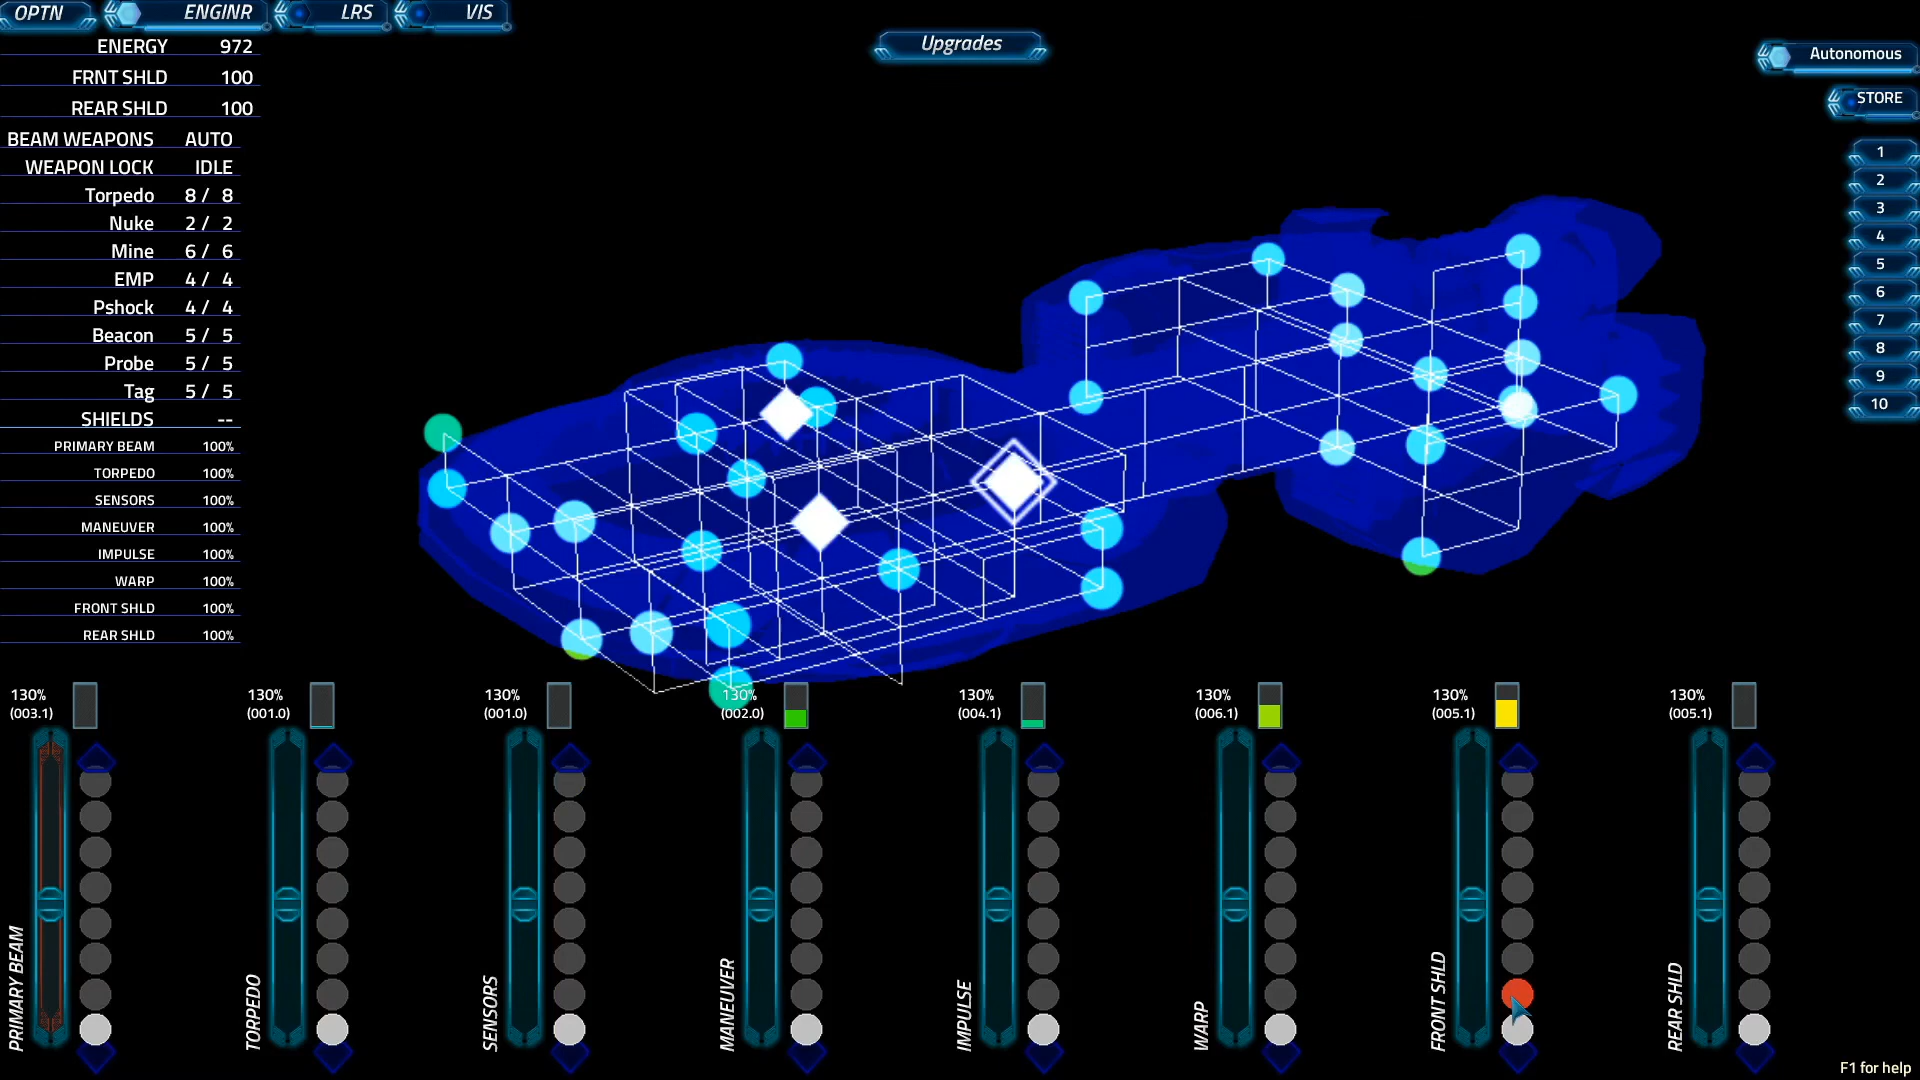 OPTN ENGINR LRS VIS
Upgrades
Autonomous
STORE
ENERGY 972
FRNT SHLD 100
REAR SHLD 100
BEAM WEAPONS AUTO
WEAPON LOCK IDLE
Torpedo 8 / 8
Nuke 2 / 2
Mine 6 / 6
EMP 4 / 4
Pshock 4 / 4
Beacon 5 / 5
Probe 5 / 5
Tag 5 / 5
SHIELDS --
PRIMARY BEAM 100%
TORPEDO 100%
SENSORS 100%
MANEUVER 100%
IMPULSE 100%
WARP 100%
FRONT SHLD 100%
REAR SHLD 100%
1
2
3
4
5
6
7
8
9
10
130% 130% 130% 130% 130% 130% 130% 130%
(003.1) (001.0) (001.0) (002.0) (004.1) (006.1) (005.1) (005.1)
PRIMARY BEAM
TORPEDO
SENSORS
MANEUVER
IMPULSE
WARP
FRONT SHLD
REAR SHLD
F1 for help